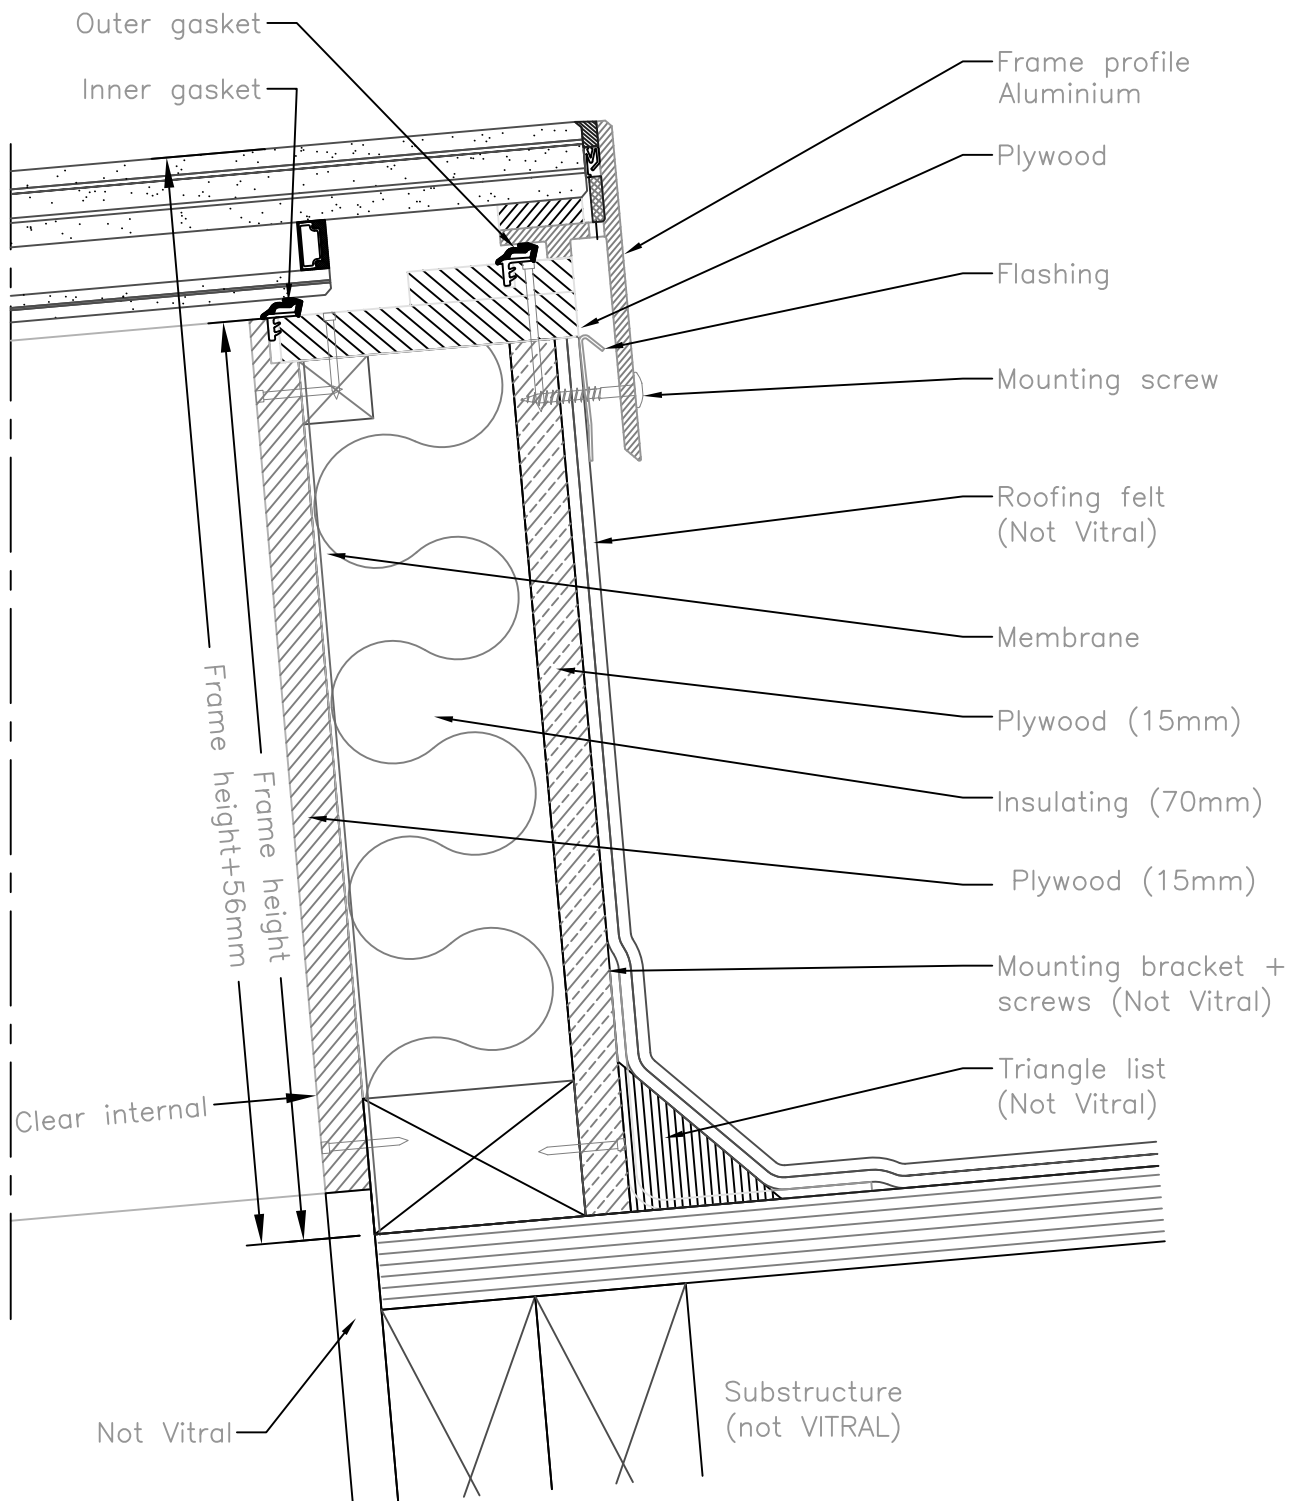 Outer gasket
Inner gasket
Frame profile
Aluminium
Plywood
Flashing
Mounting screw
Roofing felt
(Not Vitral)
Membrane
Plywood (15mm)
Insulating (70mm)
Plywood (15mm)
Mounting bracket +
screws (Not Vitral)
Triangle list
(Not Vitral)
Frame height+56mm
Frame height
Clear internal
Not Vitral
Substructure
(not VITRAL)